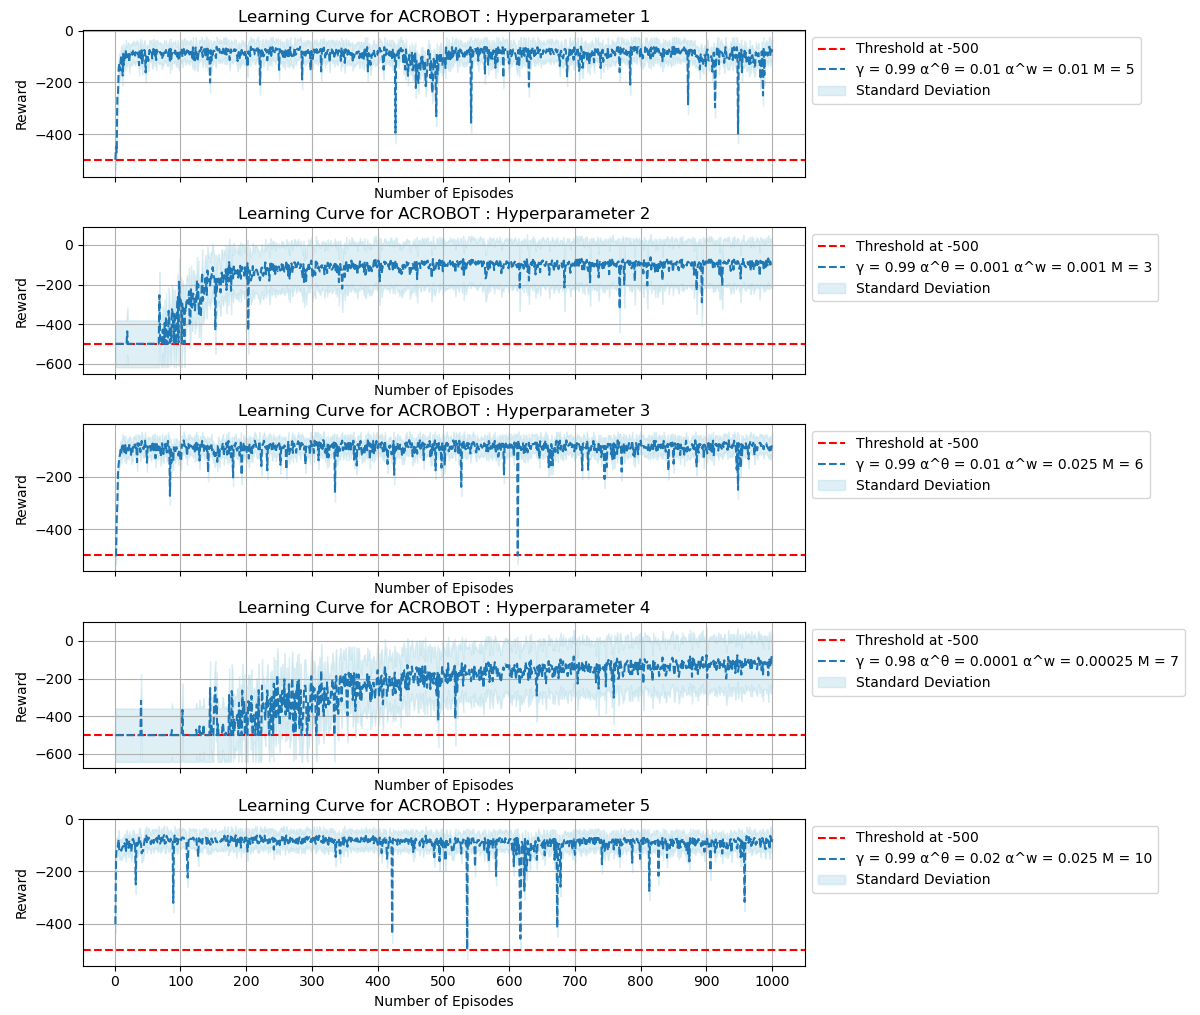 Learning Curve for ACROBOT : Hyperparameter 1
0
−200
−400
Reward
Number of Episodes
Threshold at -500
γ = 0.99 α^θ = 0.01 α^w = 0.01 M = 5
Standard Deviation
Learning Curve for ACROBOT : Hyperparameter 2
0
−200
−400
−600
Reward
Number of Episodes
Threshold at -500
γ = 0.99 α^θ = 0.001 α^w = 0.001 M = 3
Standard Deviation
Learning Curve for ACROBOT : Hyperparameter 3
−200
−400
Reward
Number of Episodes
Threshold at -500
γ = 0.99 α^θ = 0.01 α^w = 0.025 M = 6
Standard Deviation
Learning Curve for ACROBOT : Hyperparameter 4
0
−200
−400
−600
Reward
Number of Episodes
Threshold at -500
γ = 0.98 α^θ = 0.0001 α^w = 0.00025 M = 7
Standard Deviation
Learning Curve for ACROBOT : Hyperparameter 5
0
−200
−400
Reward
0 100 200 300 400 500 600 700 800 900 1000
Number of Episodes
Threshold at -500
γ = 0.99 α^θ = 0.02 α^w = 0.025 M = 10
Standard Deviation